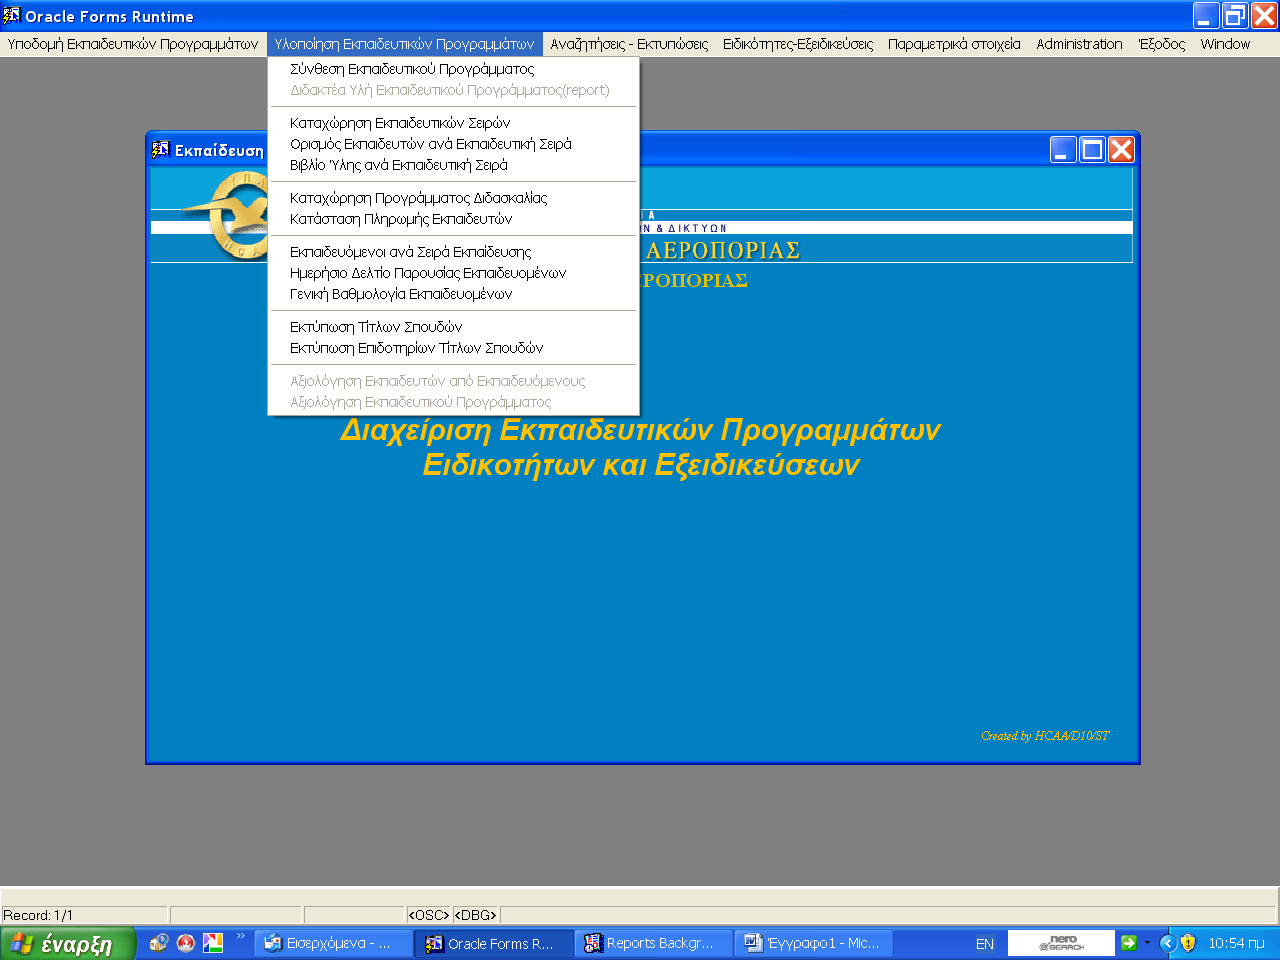 Oracle Forms Runtime
Υποδομή Εκπαιδευτικών Προγραμμάτων Υλοποίηση Εκπαιδευτικών Προγραμμάτων Αναζητήσεις - Εκτυπώσεις Ειδικότητες-Εξειδικεύσεις Παραμετρικά στοιχεία Administration Έξοδος Window
Σύνθεση Εκπαιδευτικού Προγράμματος
Διδακτέα Υλή Εκπαιδευτικού Προγράμματος(report)
Καταχώρηση Εκπαιδευτικών Σειρών
Ορισμός Εκπαιδευτών ανά Εκπαιδευτική Σειρά
Βιβλίο Ύλης ανά Εκπαιδευτική Σειρά
Καταχώρηση Προγράμματος Διδασκαλίας
Κατάσταση Πληρωμής Εκπαιδευτών
Εκπαιδευόμενοι ανά Σειρά Εκπαίδευσης
Ημερήσιο Δελτίο Παρουσίας Εκπαιδευομένων
Γενική Βαθμολογία Εκπαιδευομένων
Εκτύπωση Τίτλων Σπουδών
Εκτύπωση Επιδοτηρίων Τίτλων Σπουδών
Αξιολόγηση Εκπαιδευτών από Εκπαιδευόμενους
Αξιολόγηση Εκπαιδευτικού Προγράμματος
Εκπαίδευση
ΙΑ
Ν & ΔΙΚΤΥΩΝ
ΑΕΡΟΠΟΡΙΑΣ
ΕΡΟΠΟΡΙΑΣ
Διαχείριση Εκπαιδευτικών Προγραμμάτων
Ειδικοτήτων και Εξειδικεύσεων
Created by HCAA/D10/ST
Record: 1/1 <OSC> <DBG>
έναρξη Εισερχόμενα - ... Oracle Forms R... Reports Backgr... Έγγραφο1 - Mic... EN nero SEARCH 10:54 πμ